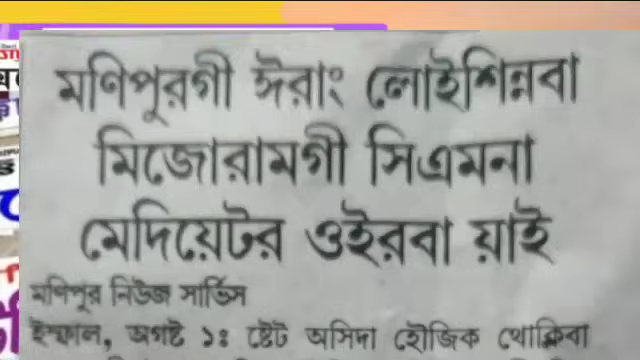 মণিপুরগী ঈরাং লোইশিন্নবা
মিজোরামগী সিএমনা
মেদিয়েটর ওইরবা য়াই
মণিপুর নিউজ সার্ভিস
ইম্ফাল, অগষ্ট ১ঃ ষ্টেট অসিদা হৌজিক থোক্লিবা